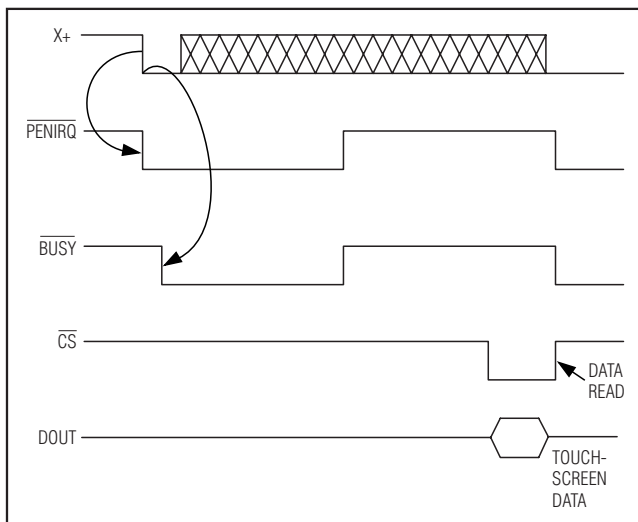 X+
PENIRQ
BUSY
CS
DATA
READ
DOUT
TOUCH-
SCREEN
DATA